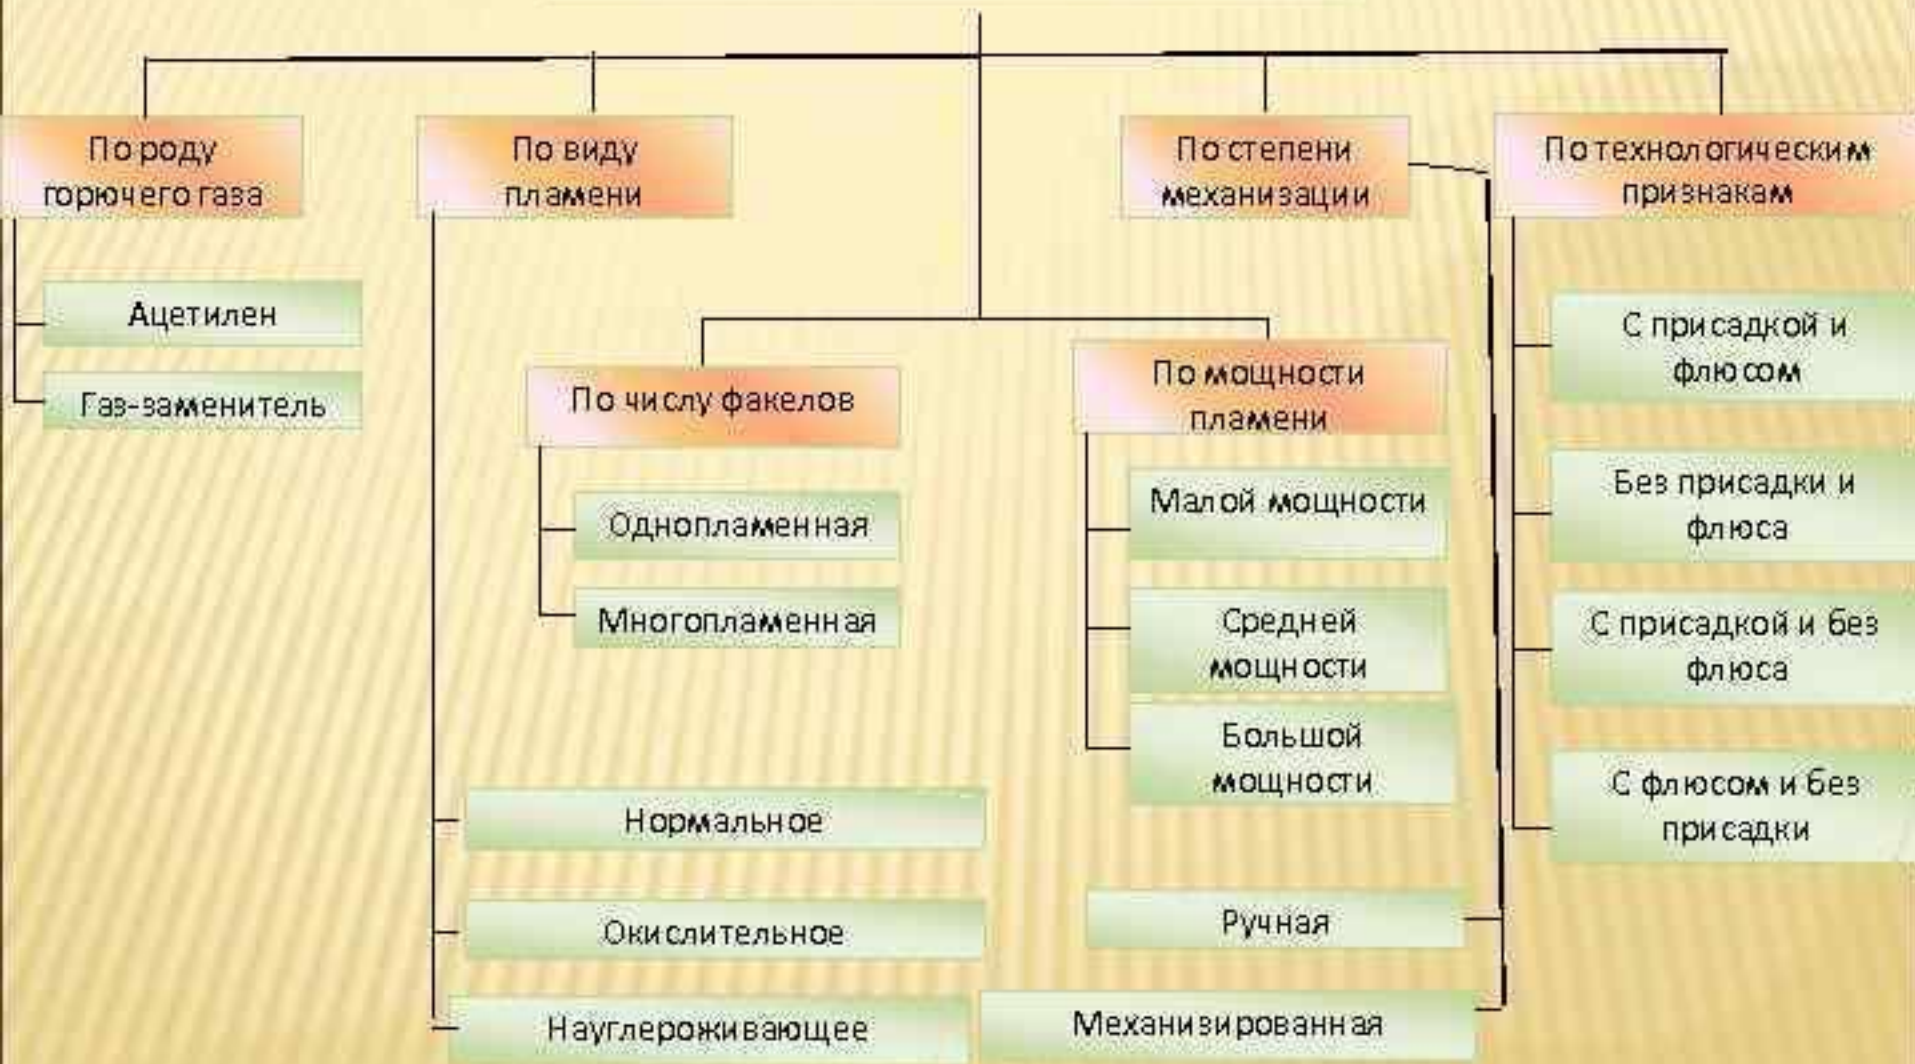 По роду
горючего газа
Ацетилен
Газ-заменитель
По виду
пламени
Нормальное
Окислительное
Науглероживающее
По числу факелов
Однопламенная
Многопламенная
По мощности
пламени
Малой мощности
Средней
мощности
Большой
мощности
По степени
механизации
Ручная
Механизированная
По технологическим
признакам
С присадкой и
флюсом
Без присадки и
флюса
С присадкой и без
флюса
С флюсом и без
присадки